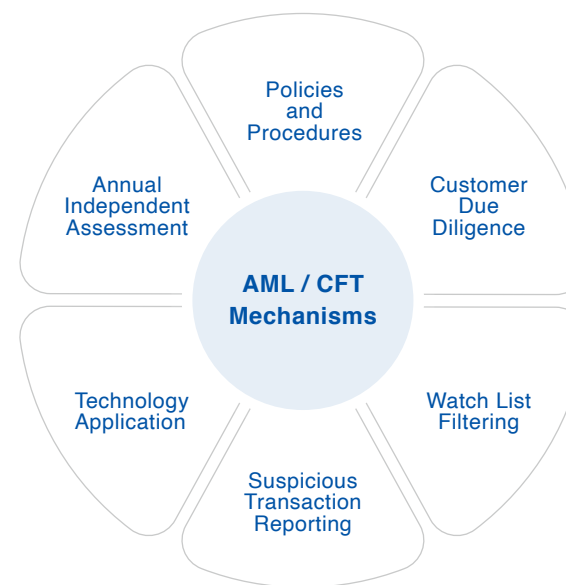 Policies
and
Procedures
Customer
Due
Diligence
Watch List
Filtering
Suspicious
Transaction
Reporting
Technology
Application
Annual
Independent
Assessment
AML / CFT
Mechanisms